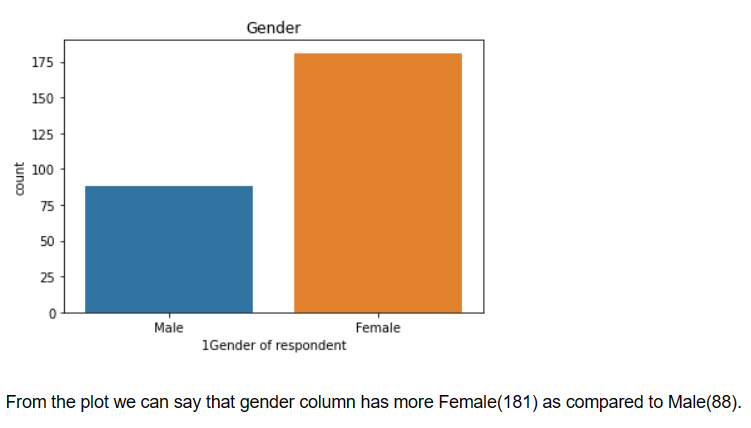 Gender
175
150
125
100
75
50
25
0
count
Male Female
1Gender of respondent
From the plot we can say that gender column has more Female(181) as compared to Male(88).